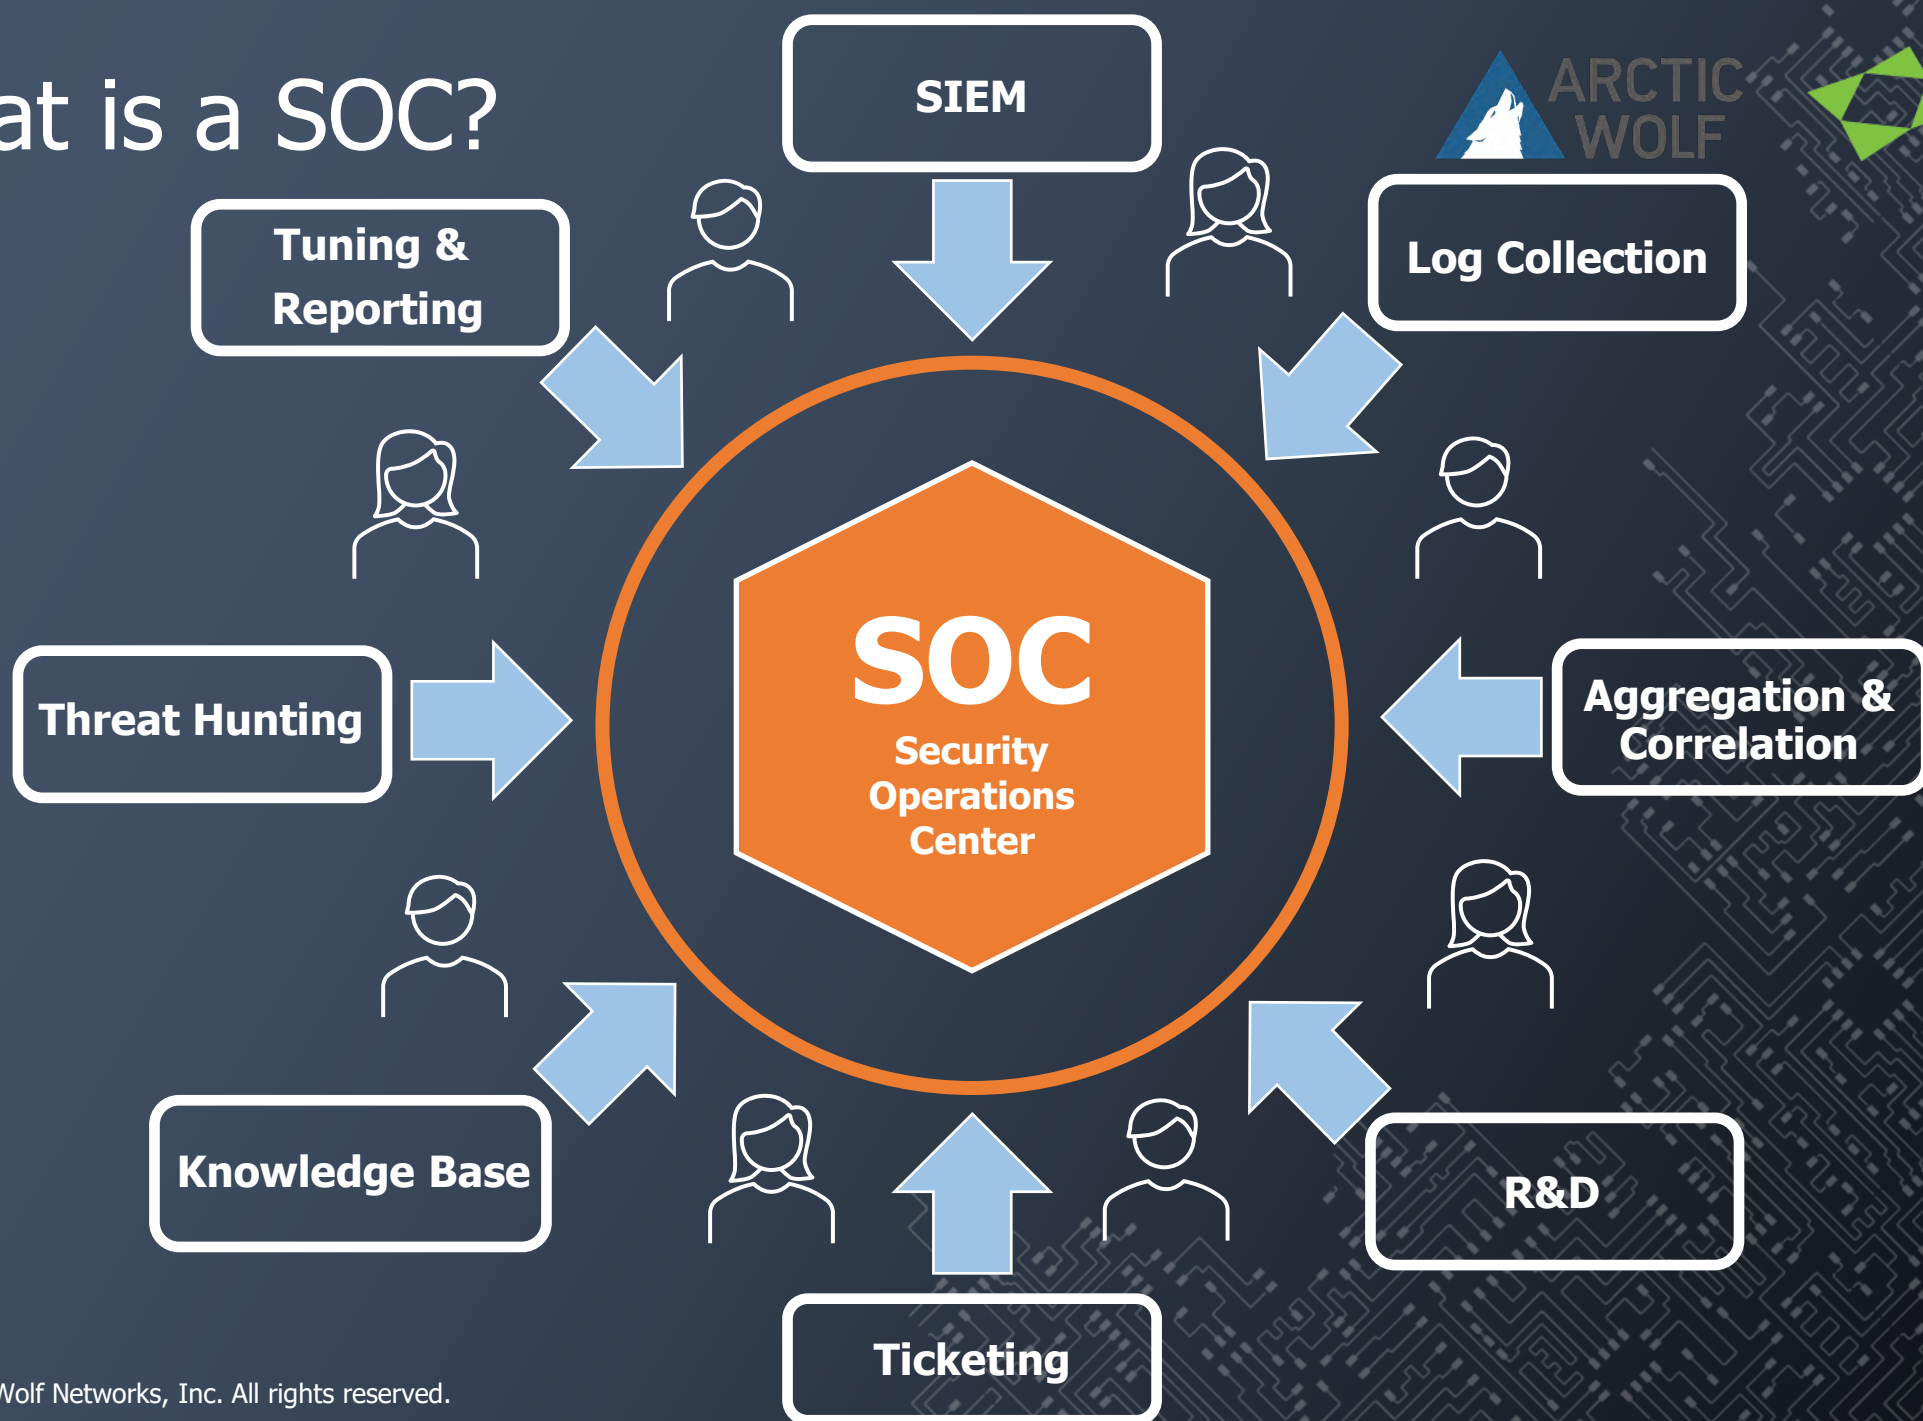 at is a SOC?
SIEM
ARCTIC
WOLF
Tuning &
Reporting
Log Collection
Threat Hunting
SOC
Security
Operations
Center
Aggregation &
Correlation
Knowledge Base
R&D
Ticketing
Wolf Networks, Inc. All rights reserved.